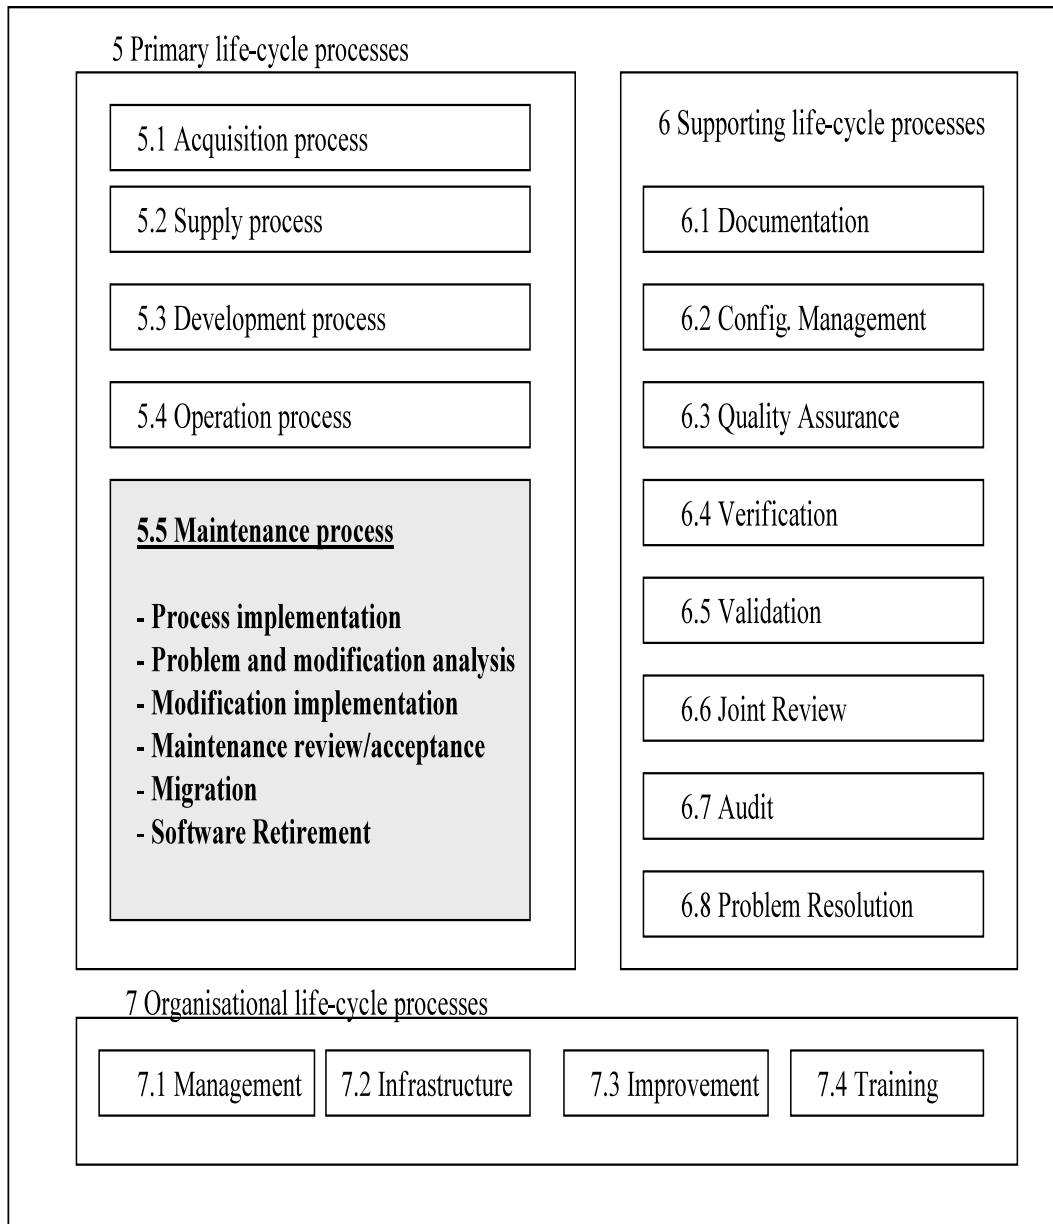 5 Primary life-cycle processes
5.1 Acquisition process
5.2 Supply process
5.3 Development process
5.4 Operation process
5.5 Maintenance process
- Process implementation
- Problem and modification analysis
- Modification implementation
- Maintenance review/acceptance
- Migration
- Software Retirement
6 Supporting life-cycle processes
6.1 Documentation
6.2 Config. Management
6.3 Quality Assurance
6.4 Verification
6.5 Validation
6.6 Joint Review
6.7 Audit
6.8 Problem Resolution
7 Organisational life-cycle processes
7.1 Management
7.2 Infrastructure
7.3 Improvement
7.4 Training